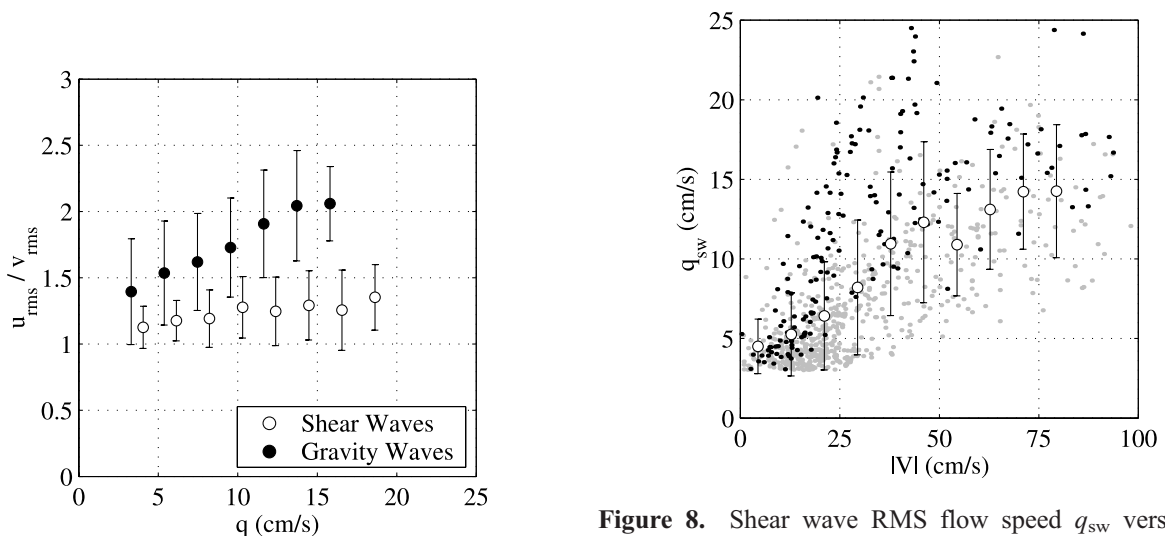 3
2.5
2
1.5
1
0.5
0
u_rms / v_rms
Shear Waves
Gravity Waves
0 5 10 15 20 25
q (cm/s)
25
20
15
10
5
0
q_sw (cm/s)
0 25 50 75 100
|V| (cm/s)
Figure 8. Shear wave RMS flow speed q_sw vers